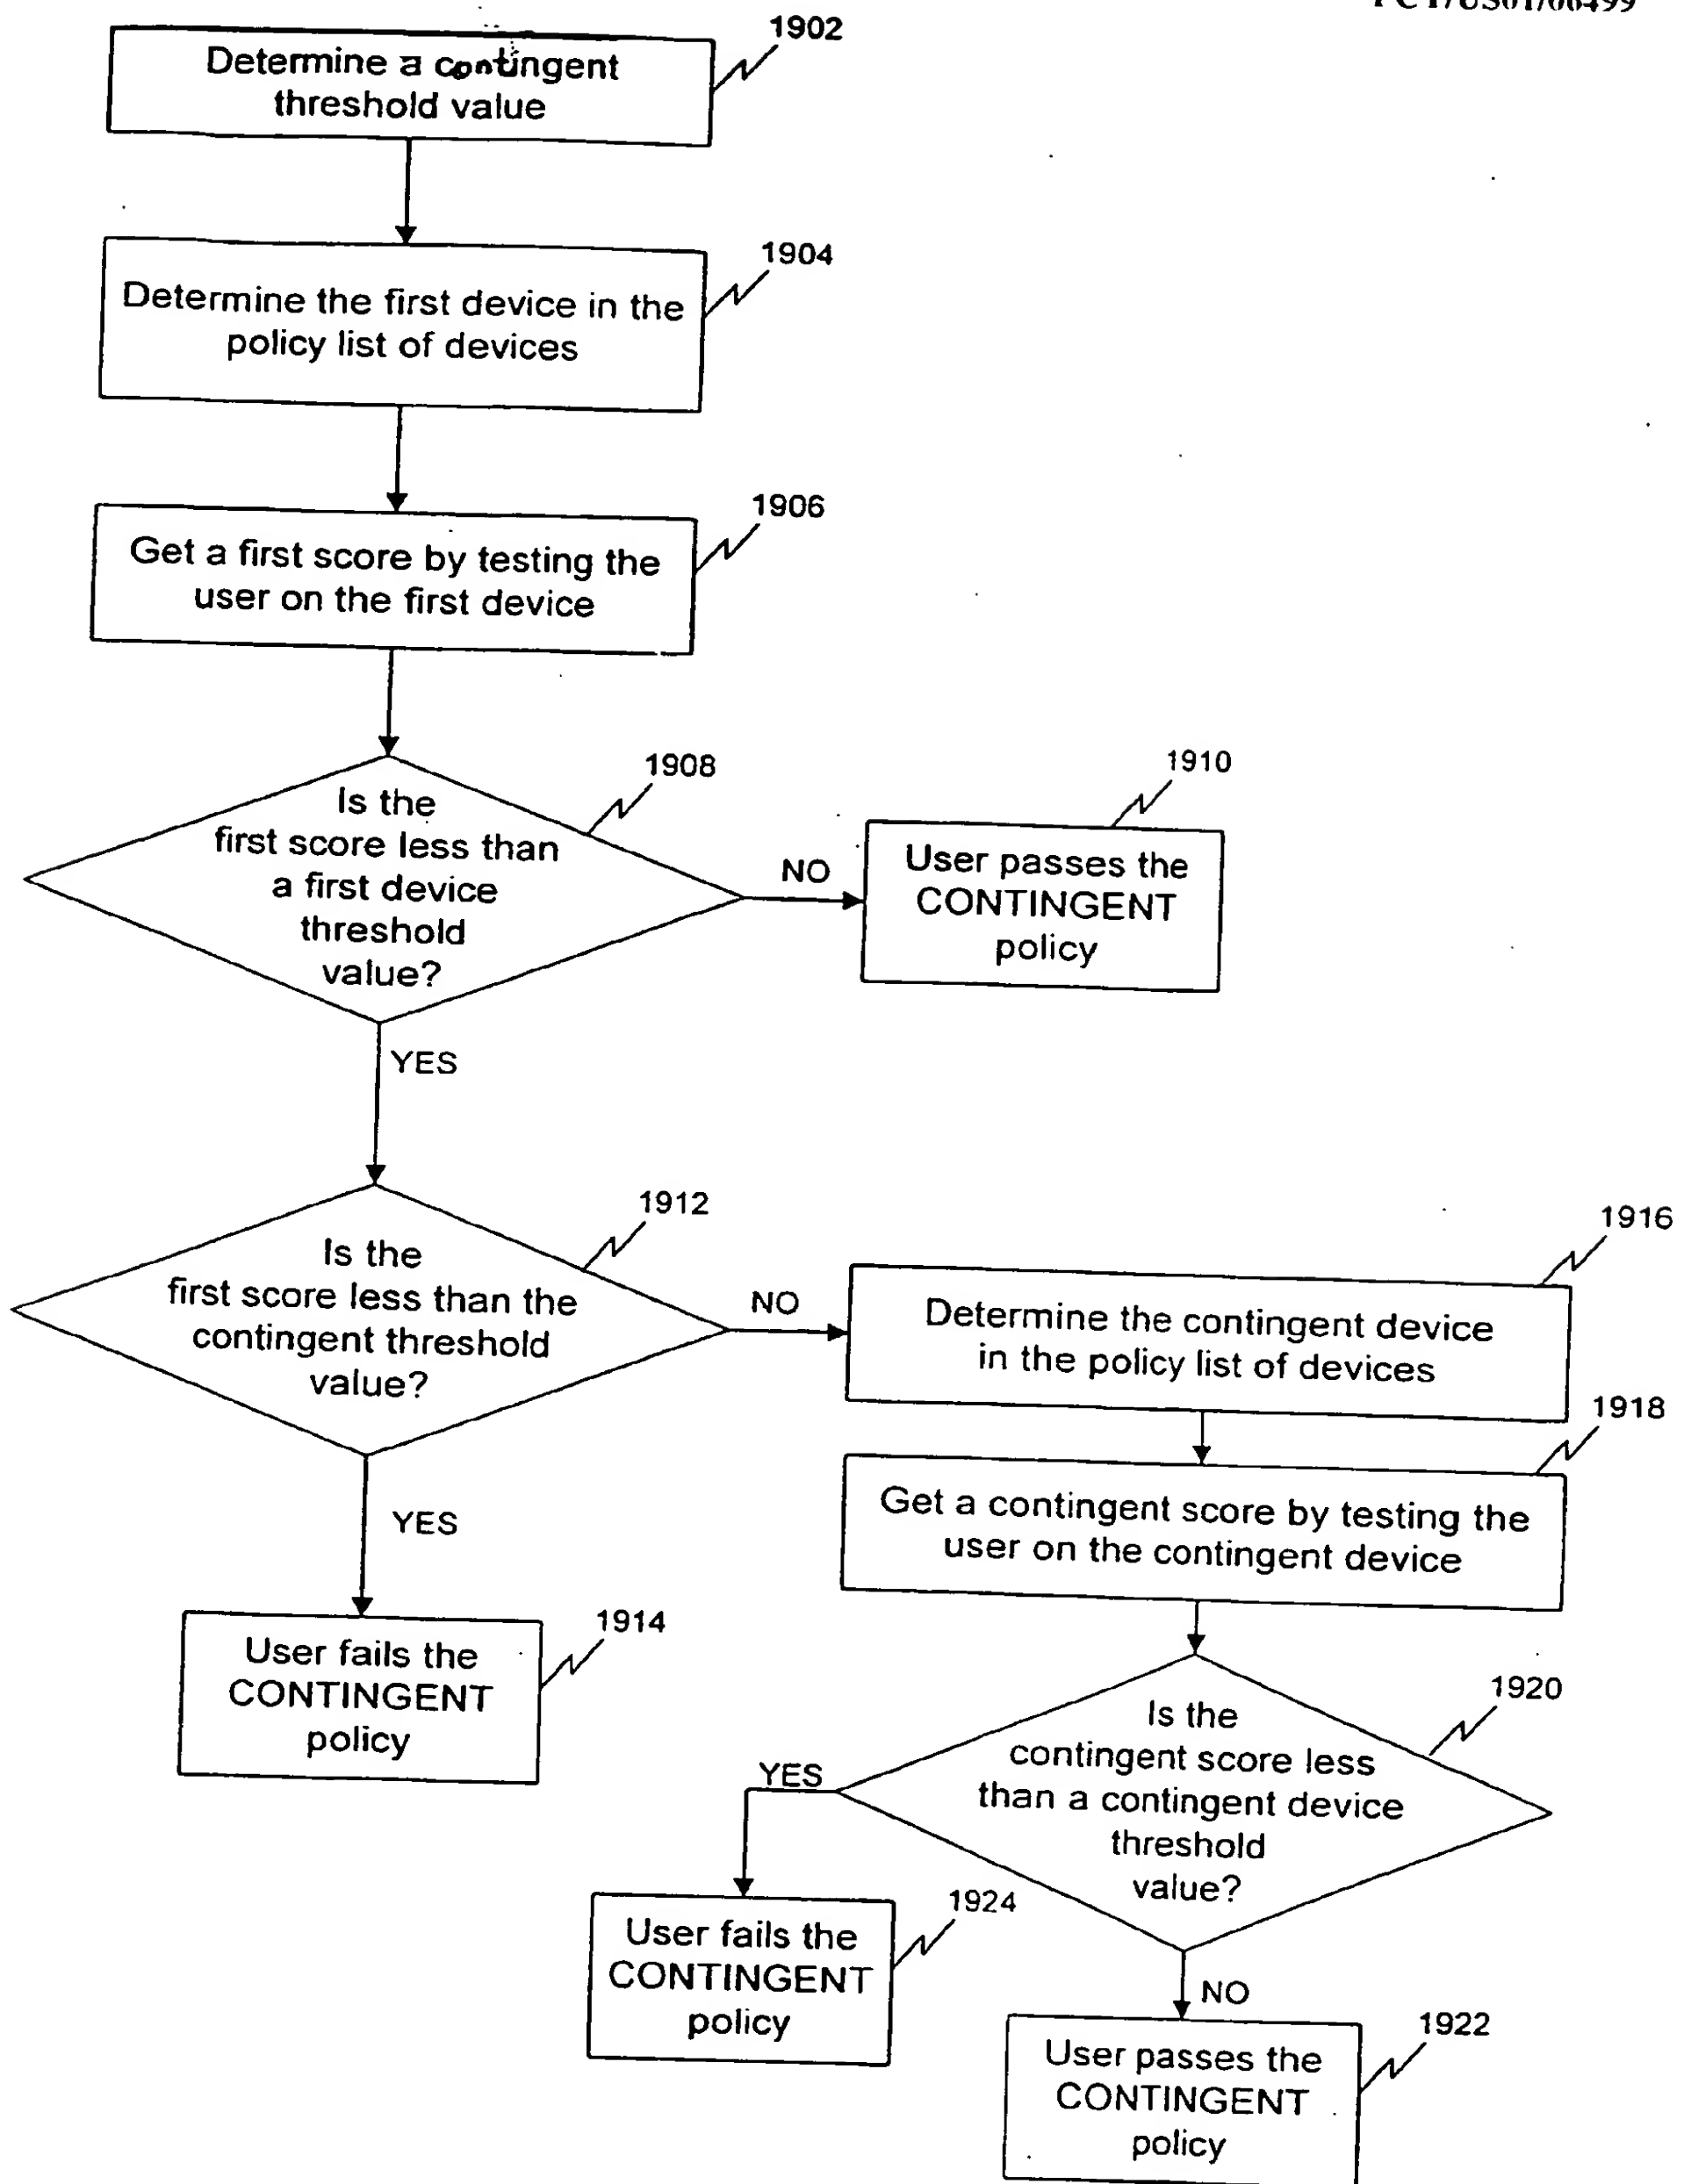 1902
Determine a contingent
threshold value
1904
Determine the first device in the
policy list of devices
1906
Get a first score by testing the
user on the first device
1908
Is the
first score less than
a first device
threshold
value?
NO
1910
User passes the
CONTINGENT
policy
YES
1912
Is the
first score less than the
contingent threshold
value?
NO
1916
Determine the contingent device
in the policy list of devices
1918
Get a contingent score by testing the
user on the contingent device
YES
1914
User fails the
CONTINGENT
policy
1920
Is the
contingent score less
than a contingent device
threshold
value?
YES
1924
User fails the
CONTINGENT
policy
NO
1922
User passes the
CONTINGENT
policy